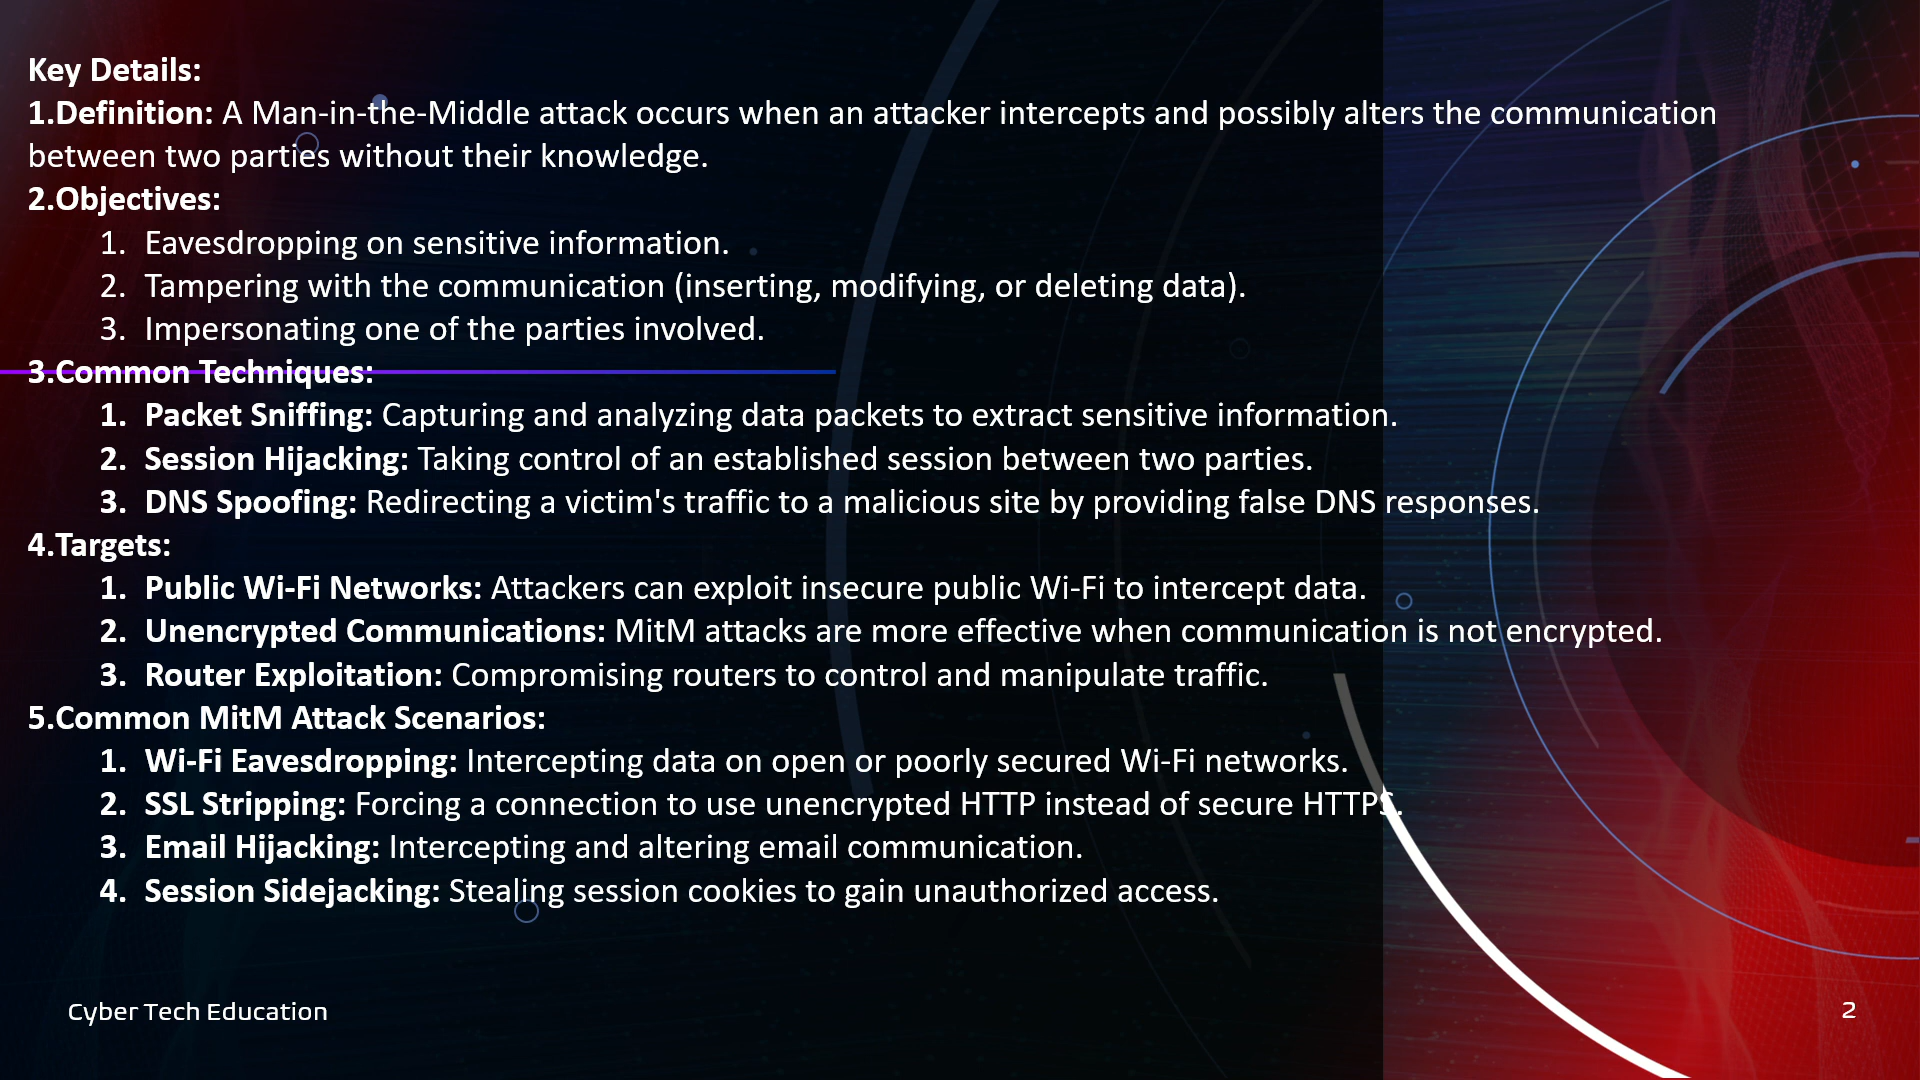 Key Details:
1.Definition: A Man-in-the-Middle attack occurs when an attacker intercepts and possibly alters the communication
between two parties without their knowledge.
2.Objectives:
1. Eavesdropping on sensitive information.
2. Tampering with the communication (inserting, modifying, or deleting data).
3. Impersonating one of the parties involved.
3.Common Techniques:
1. Packet Sniffing: Capturing and analyzing data packets to extract sensitive information.
2. Session Hijacking: Taking control of an established session between two parties.
3. DNS Spoofing: Redirecting a victim's traffic to a malicious site by providing false DNS responses.
4.Targets:
1. Public Wi-Fi Networks: Attackers can exploit insecure public Wi-Fi to intercept data.
2. Unencrypted Communications: MitM attacks are more effective when communication is not encrypted.
3. Router Exploitation: Compromising routers to control and manipulate traffic.
5.Common MitM Attack Scenarios:
1. Wi-Fi Eavesdropping: Intercepting data on open or poorly secured Wi-Fi networks.
2. SSL Stripping: Forcing a connection to use unencrypted HTTP instead of secure HTTPS.
3. Email Hijacking: Intercepting and altering email communication.
4. Session Sidejacking: Stealing session cookies to gain unauthorized access.
Cyber Tech Education
2